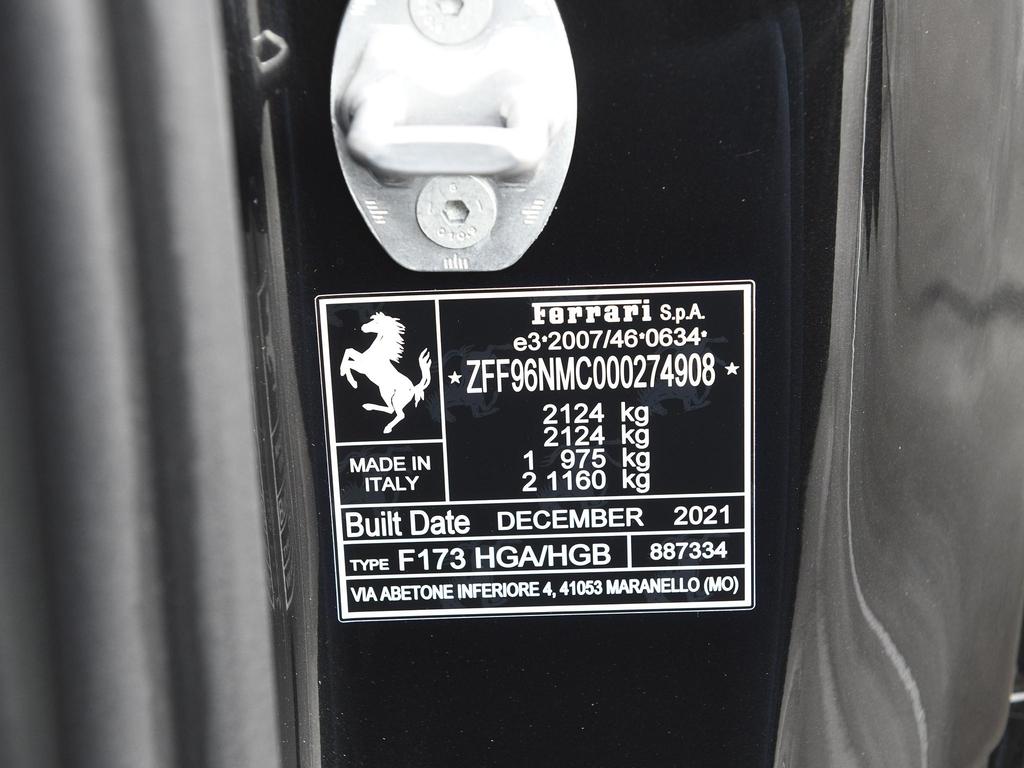 Ferrari S.p.A.
e3*2007/46*0634*
★ ZFF96NMC000274908 ★
2124 kg
2124 kg
1 975 kg
2 1160 kg
MADE IN
ITALY
Built Date DECEMBER 2021
TYPE F173 HGA/HGB 887334
VIA ABETONE INFERIORE 4, 41053 MARANELLO (MO)